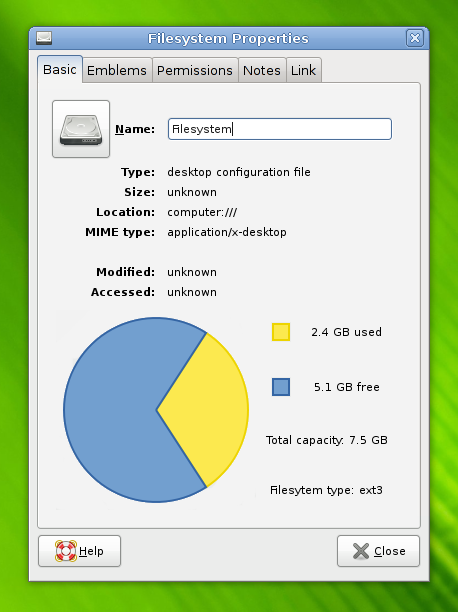 Filesystem Properties
Basic Emblems Permissions Notes Link
Name: Filesystem
Type: desktop configuration file
Size: unknown
Location: computer:///
MIME type: application/x-desktop
Modified: unknown
Accessed: unknown
2.4 GB used
5.1 GB free
Total capacity: 7.5 GB
Filesytem type: ext3
Help Close